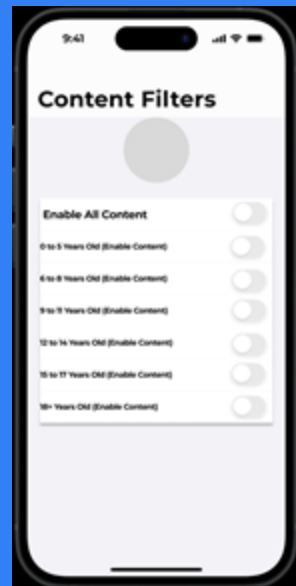 9:41
Content Filters
Enable All Content
0 to 5 Years Old (Enable Content)
6 to 8 Years Old (Enable Content)
9 to 11 Years Old (Enable Content)
12 to 14 Years Old (Enable Content)
15 to 17 Years Old (Enable Content)
18+ Years Old (Enable Content)